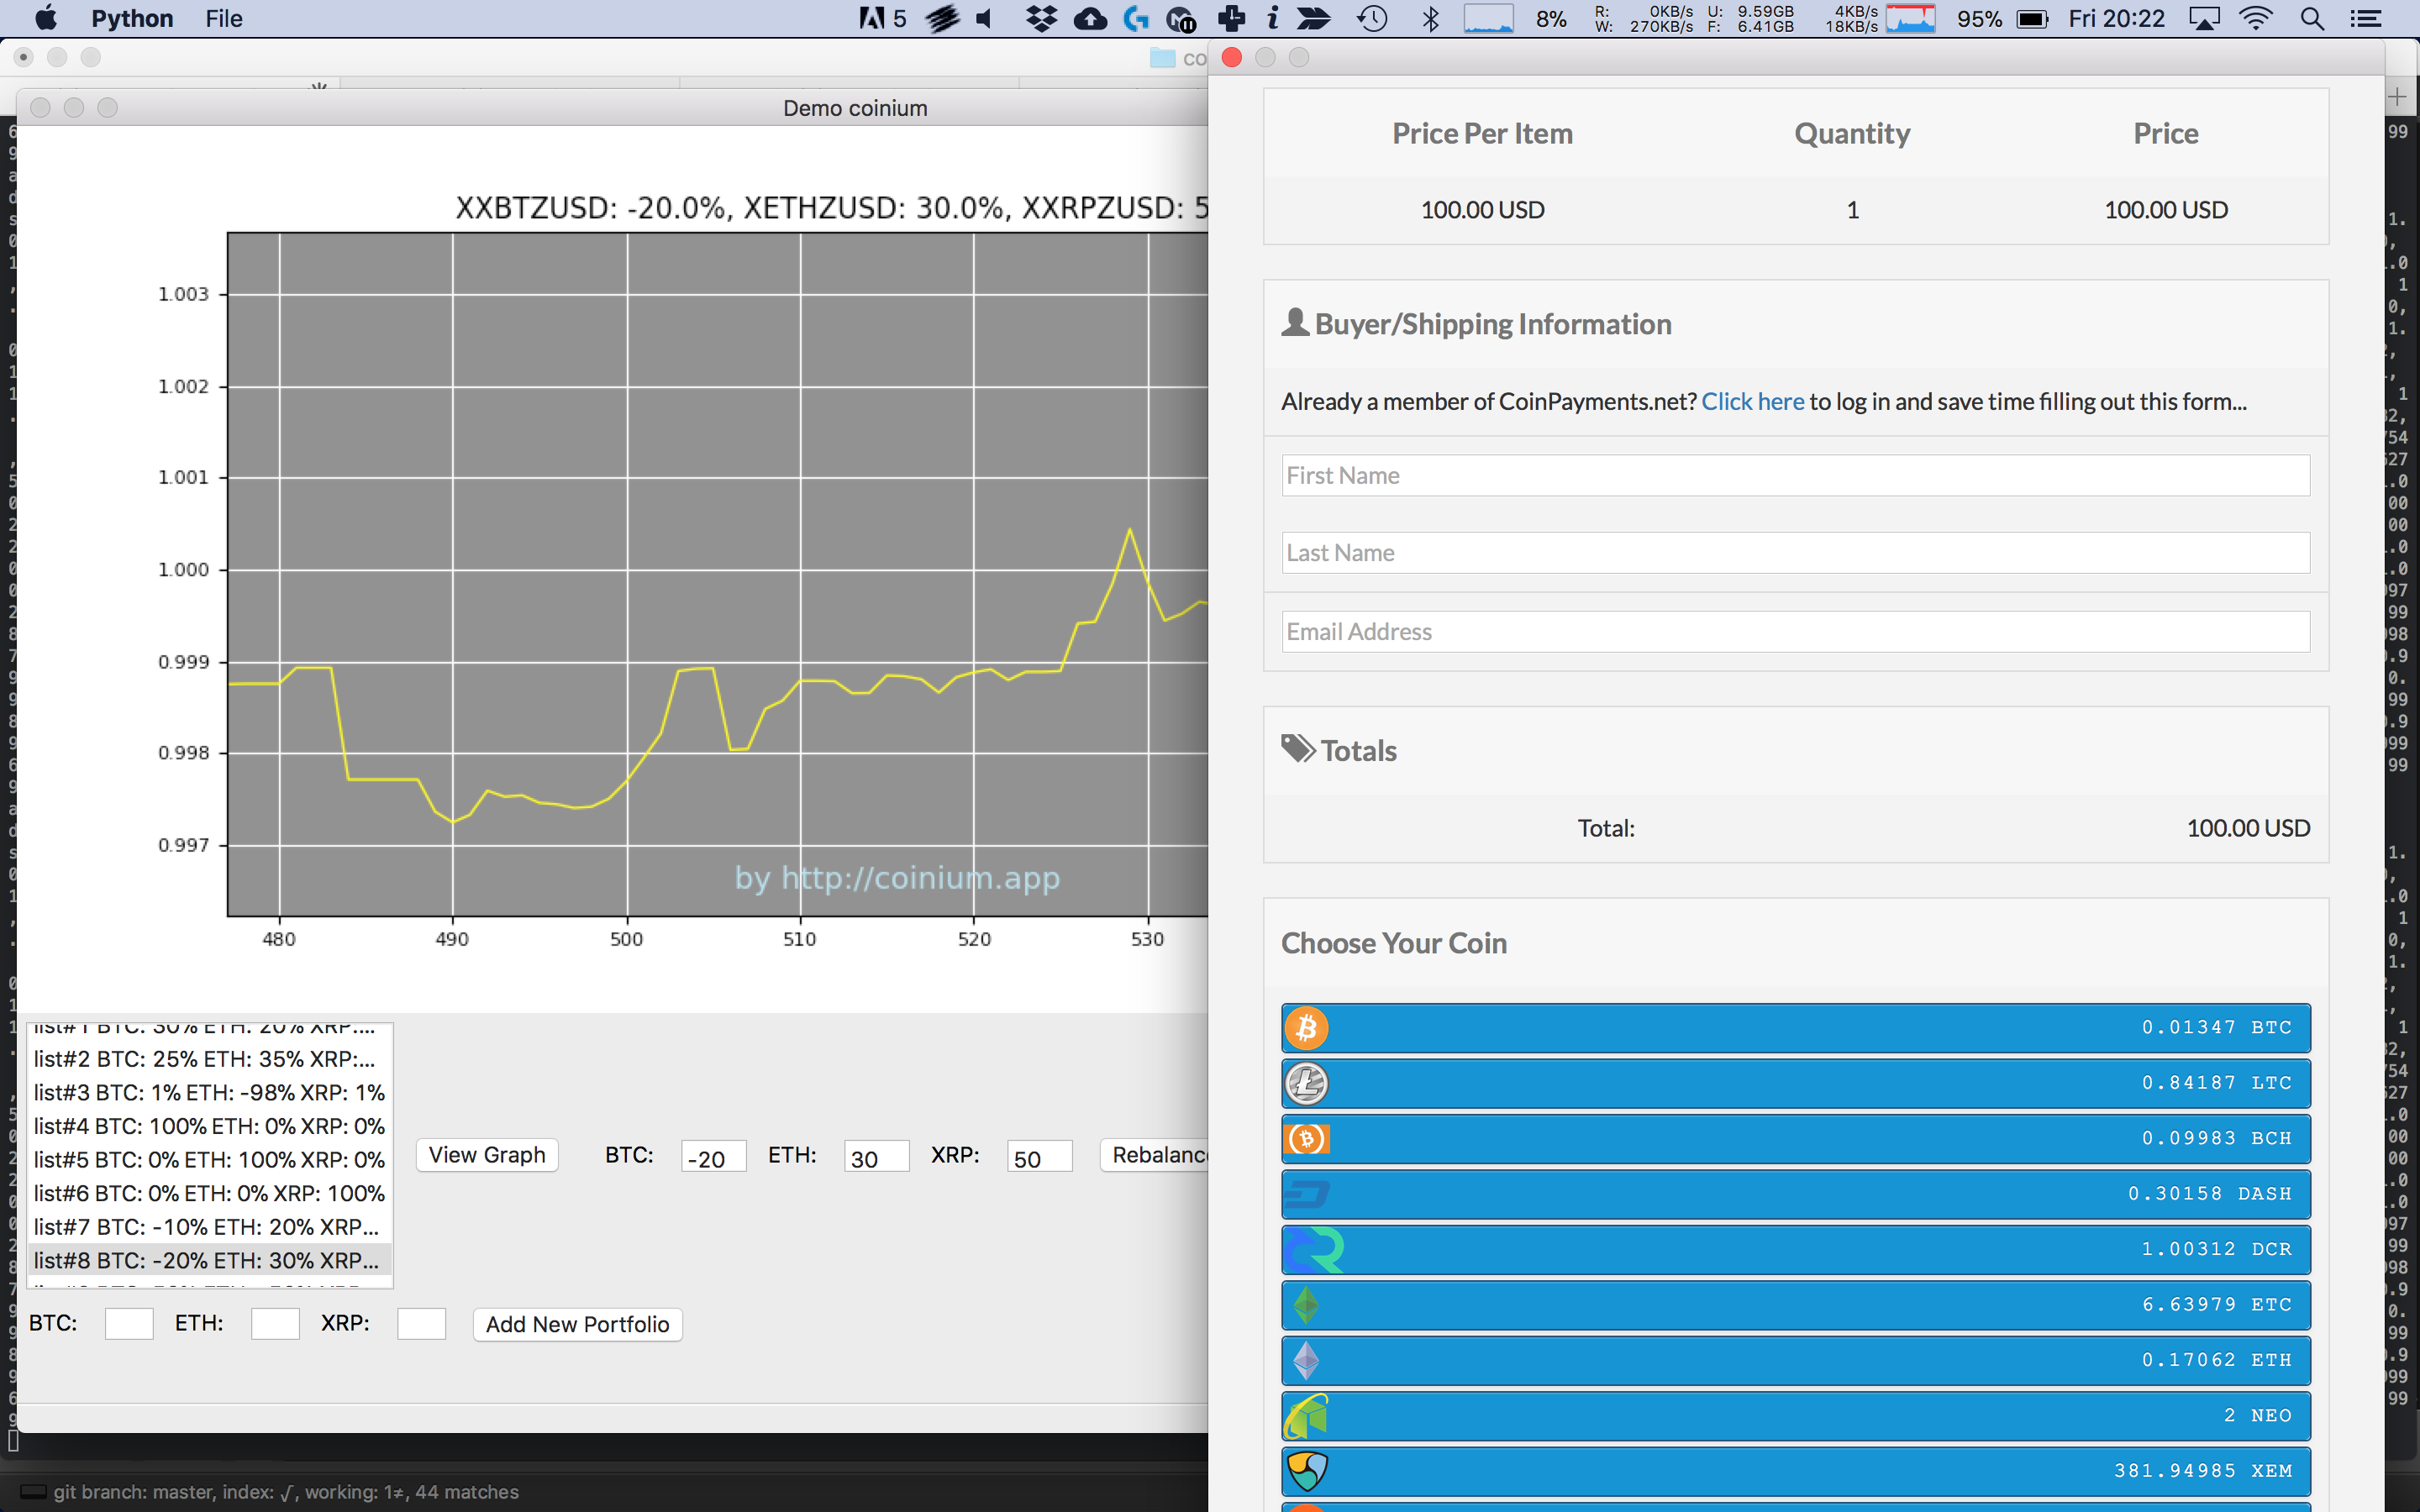 Python File
5
8%
R: 0KB/s U: 9.59GB 4KB/s
W: 270KB/s F: 6.41GB 18KB/s
95% Fri 20:22
co
Demo coinium
XXBTZUSD: -20.0%, XETHZUSD: 30.0%, XXRPZUSD: 5
1.003
1.002
1.001
1.000
0.999
0.998
0.997
by http://coinium.app
480 490 500 510 520 530
list#1 BTC: 30% ETH: 20% XRP:...
list#2 BTC: 25% ETH: 35% XRP:...
list#3 BTC: 1% ETH: -98% XRP: 1%
list#4 BTC: 100% ETH: 0% XRP: 0%
list#5 BTC: 0% ETH: 100% XRP: 0%
list#6 BTC: 0% ETH: 0% XRP: 100%
list#7 BTC: -10% ETH: 20% XRP...
list#8 BTC: -20% ETH: 30% XRP...
View Graph BTC: -20 ETH: 30 XRP: 50 Rebalanc
BTC: ETH: XRP: Add New Portfolio
git branch: master, index: √, working: 1≠, 44 matches
Price Per Item Quantity Price
100.00 USD 1 100.00 USD
Buyer/Shipping Information
Already a member of CoinPayments.net? Click here to log in and save time filling out this form...
First Name
Last Name
Email Address
Totals
Total: 100.00 USD
Choose Your Coin
0.01347 BTC
0.84187 LTC
0.09983 BCH
0.30158 DASH
1.00312 DCR
6.63979 ETC
0.17062 ETH
2 NEO
381.94985 XEM